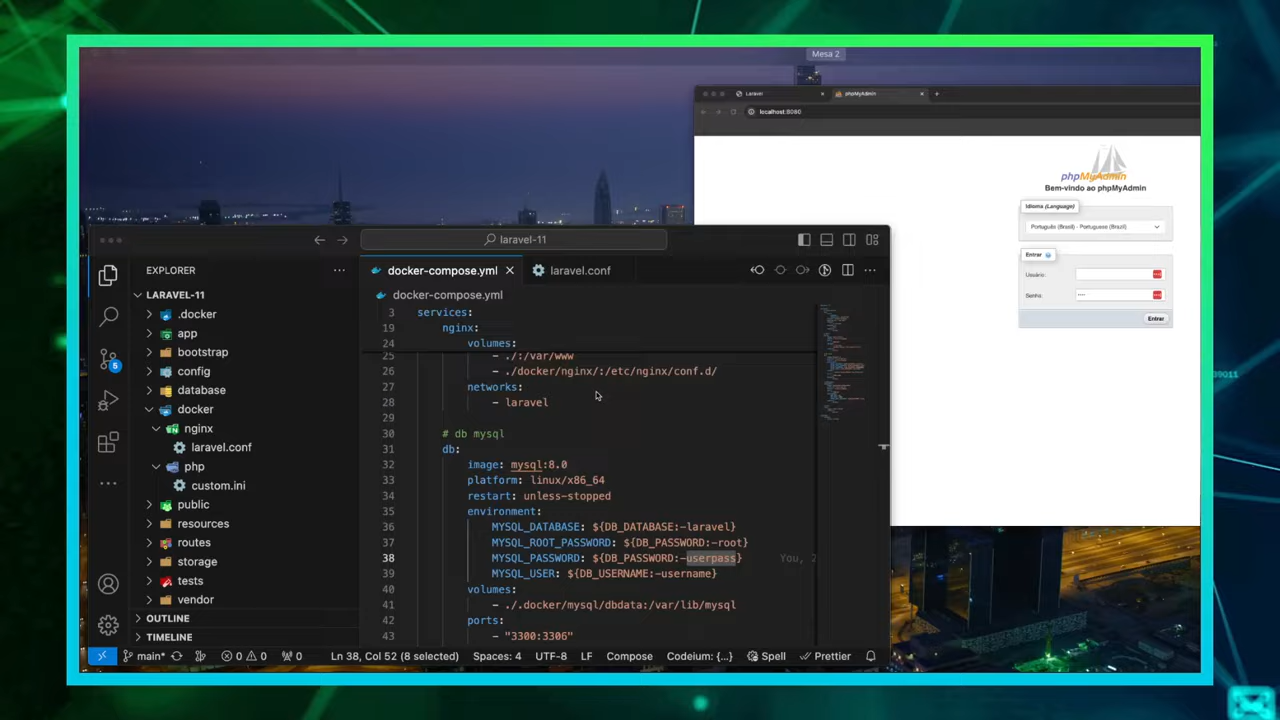 Mesa 2
Laravel
phpMyAdmin
localhost:8080
phpMyAdmin
Bem-vindo ao phpMyAdmin
Idioma (Language)
Português (Brasil) - Portuguese (Brazil)
Entrar
Usuário:
Senha:
Entrar
laravel-11
EXPLORER
LARAVEL-11
.docker
app
bootstrap
config
database
docker
nginx
laravel.conf
php
custom.ini
public
resources
routes
storage
tests
vendor
OUTLINE
TIMELINE
5
docker-compose.yml
laravel.conf
docker-compose.yml
3 services:
19 nginx:
24 volumes:
25 - ./:/var/www
26 - ./docker/nginx/:/etc/nginx/conf.d/
27 networks:
28 - laravel
29
30 # db mysql
31 db:
32 image: mysql:8.0
33 platform: linux/x86_64
34 restart: unless-stopped
35 environment:
36 MYSQL_DATABASE: ${DB_DATABASE:-laravel}
37 MYSQL_ROOT_PASSWORD: ${DB_PASSWORD:-root}
38 MYSQL_PASSWORD: ${DB_PASSWORD:-userpass} You, 2
39 MYSQL_USER: ${DB_USERNAME:-username}
40 volumes:
41 - ./.docker/mysql/dbdata:/var/lib/mysql
42 ports:
43 - "3300:3306"
main* 0 0 0 Ln 38, Col 52 (8 selected) Spaces: 4 UTF-8 LF Compose Codeium: {...} Spell Prettier